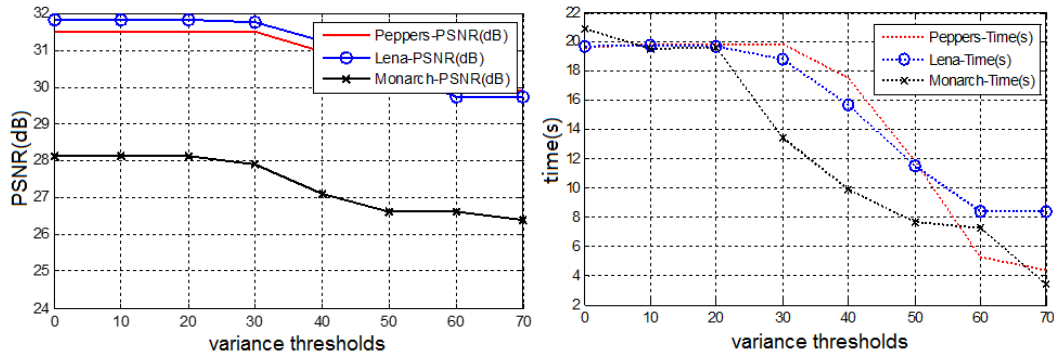 32
31
30
29
28
27
26
25
24
PSNR(dB)
0 10 20 30 40 50 60 70
variance thresholds
Peppers-PSNR(dB)
Lena-PSNR(dB)
Monarch-PSNR(dB)
22
20
18
16
14
12
10
8
6
4
2
time(s)
0 10 20 30 40 50 60 70
variance thresholds
Peppers-Time(s)
Lena-Time(s)
Monarch-Time(s)